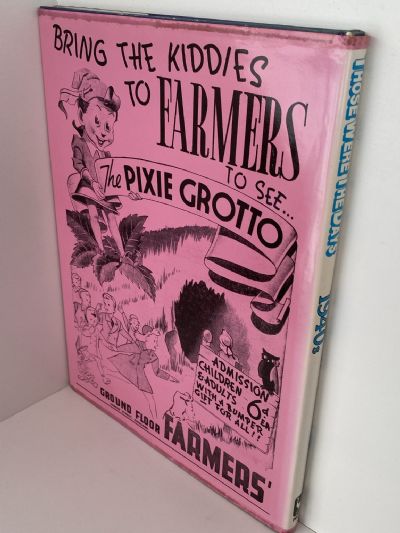 BRING THE KIDDIES
TO FARMERS
TO SEE...
The PIXIE GROTTO
ADMISSION
CHILDREN 6d
& ADULTS EA
WITH A BUMPER
GIFT FOR ALL!!
GROUND FLOOR FARMERS'
THOSE WERE THE DAYS 1940s